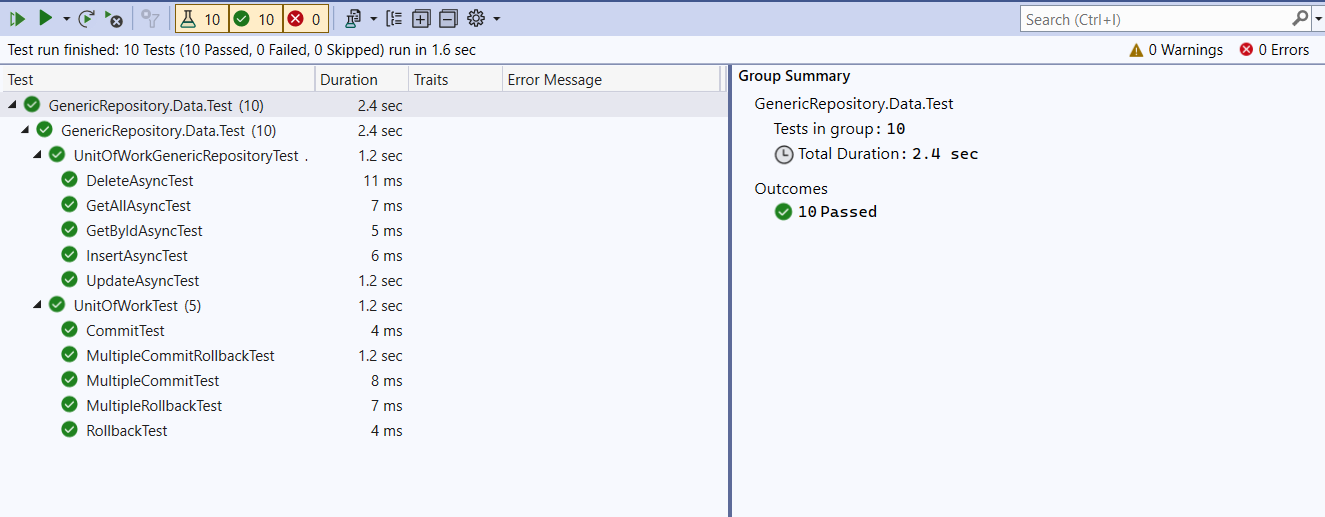 10 10 0 Search (Ctrl+I)
Test run finished: 10 Tests (10 Passed, 0 Failed, 0 Skipped) run in 1.6 sec 0 Warnings 0 Errors
Test Duration Traits Error Message
GenericRepository.Data.Test (10) 2.4 sec
GenericRepository.Data.Test (10) 2.4 sec
UnitOfWorkGenericRepositoryTest . 1.2 sec
DeleteAsyncTest 11 ms
GetAllAsyncTest 7 ms
GetByIdAsyncTest 5 ms
InsertAsyncTest 6 ms
UpdateAsyncTest 1.2 sec
UnitOfWorkTest (5) 1.2 sec
CommitTest 4 ms
MultipleCommitRollbackTest 1.2 sec
MultipleCommitTest 8 ms
MultipleRollbackTest 7 ms
RollbackTest 4 ms
Group Summary
GenericRepository.Data.Test
Tests in group: 10
Total Duration: 2.4 sec
Outcomes
10 Passed